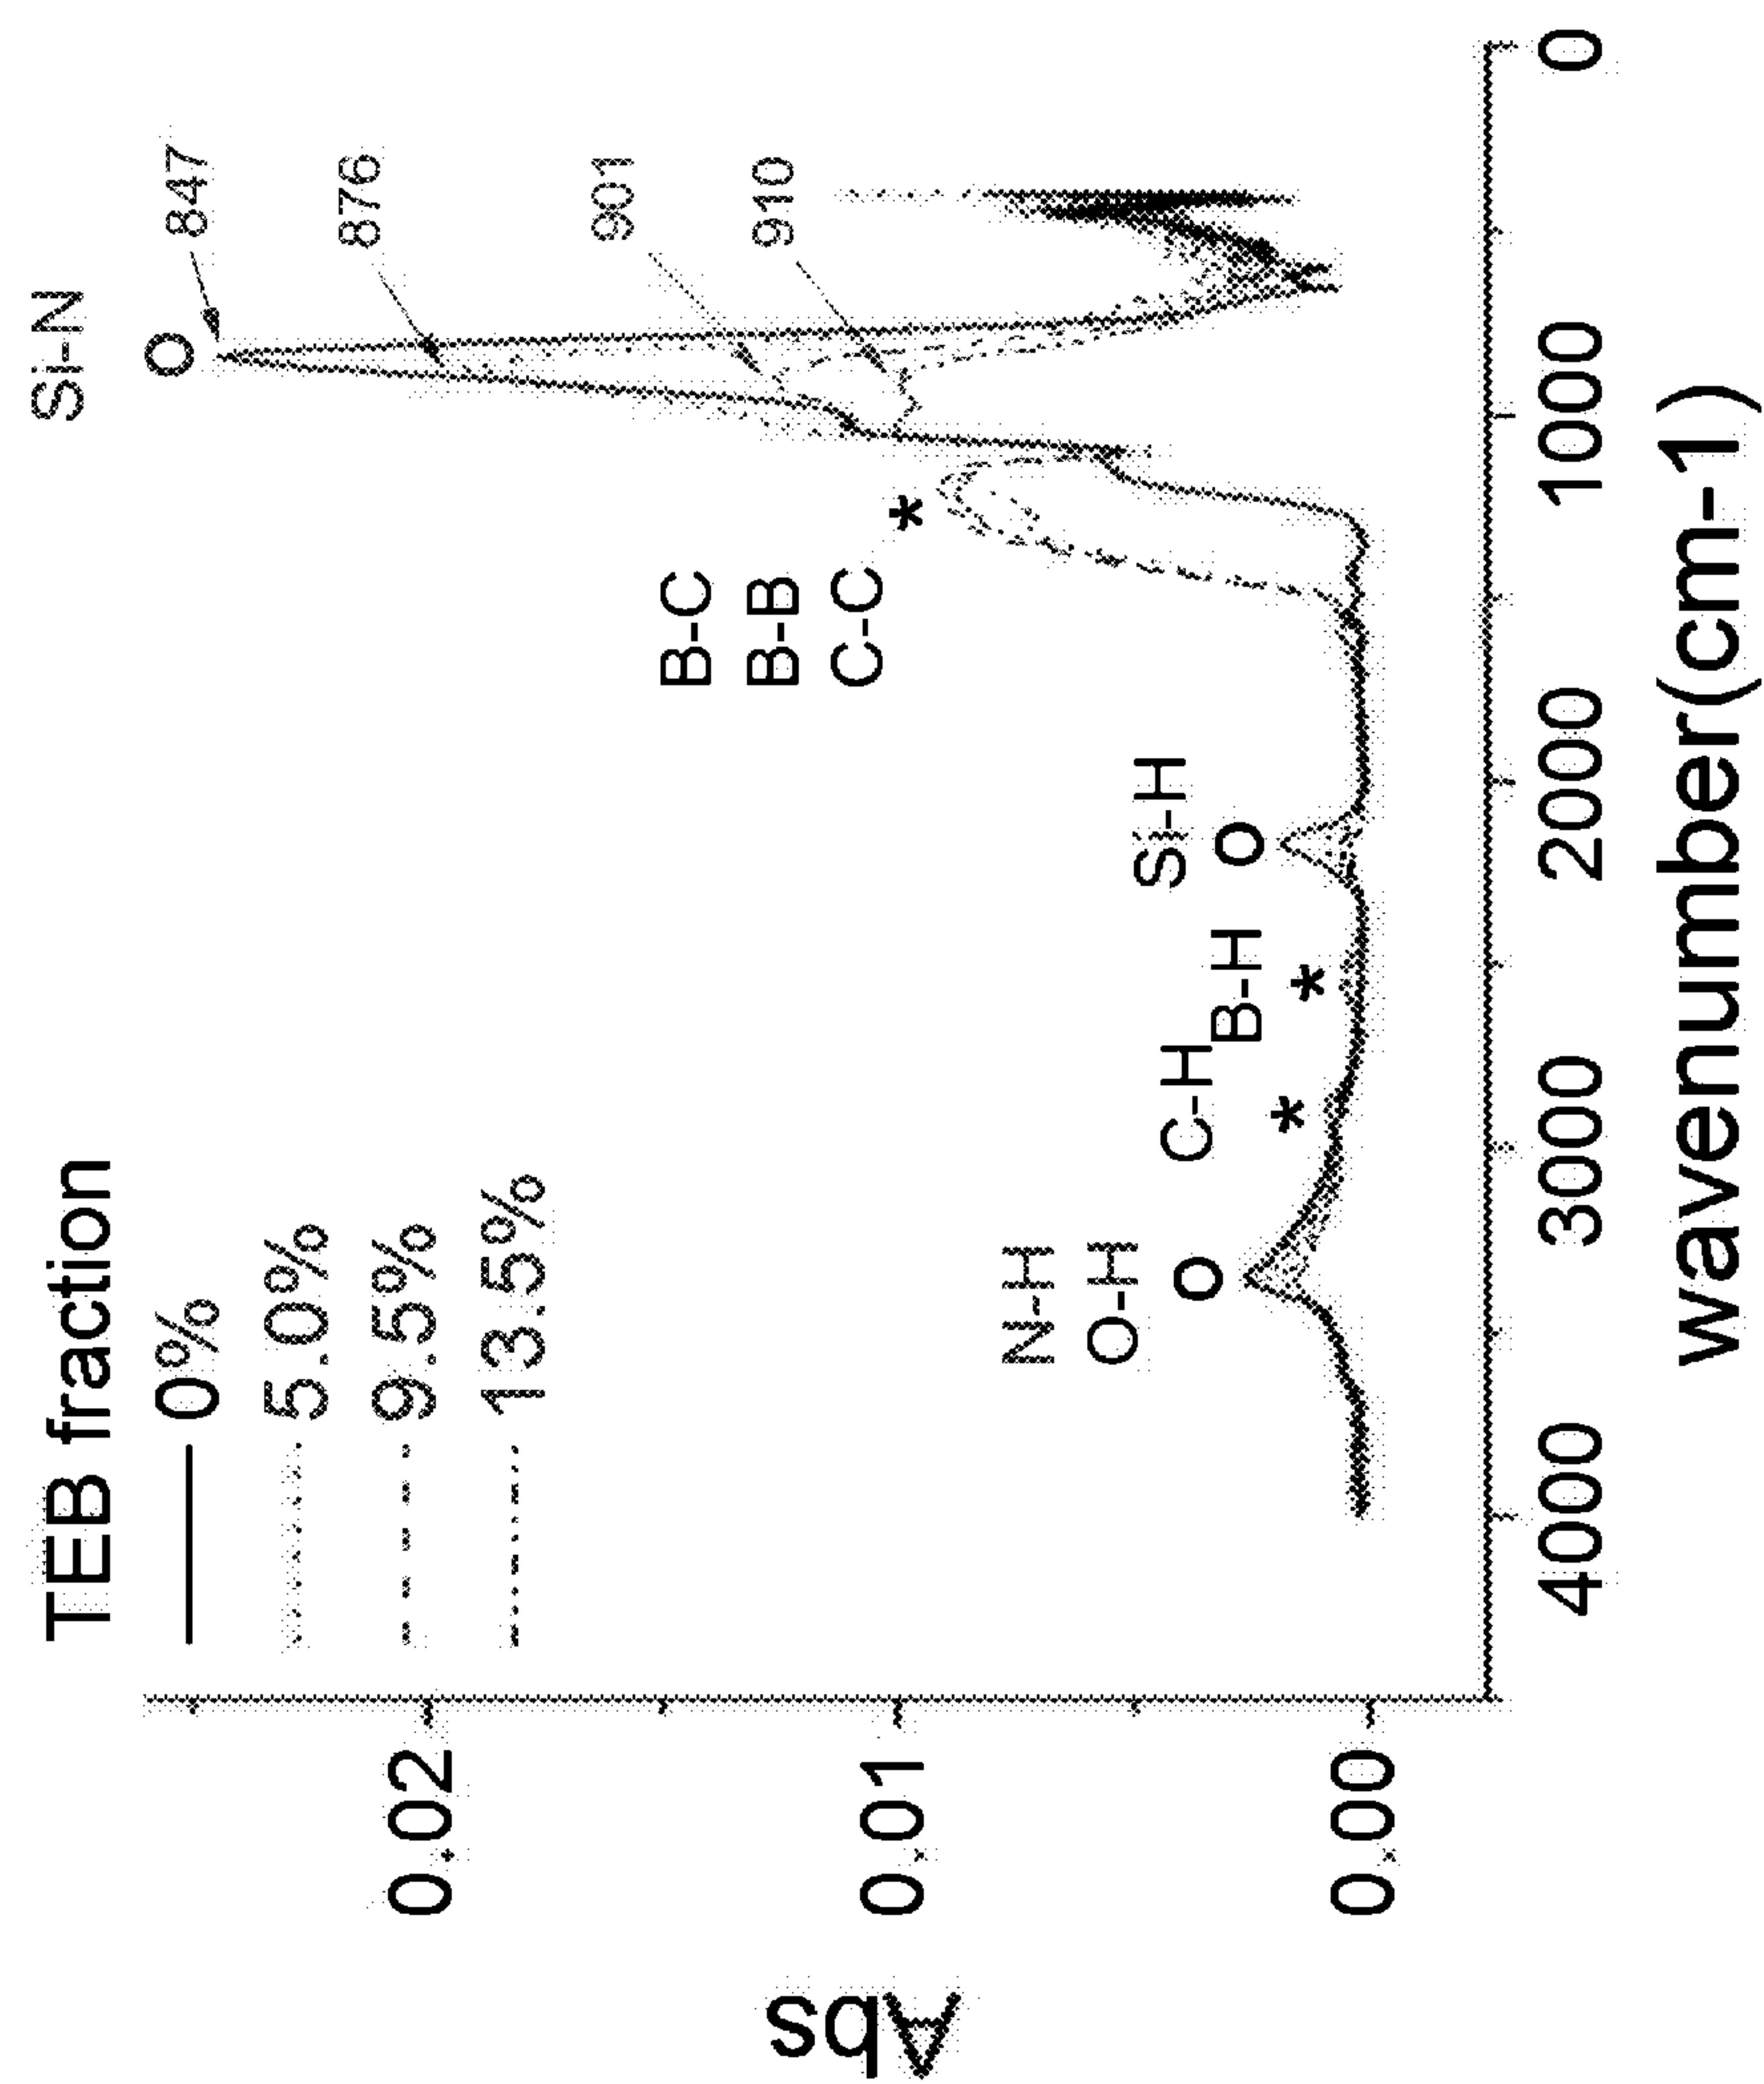 TEB fraction
0%
5.0%
9.5%
13.5%
Si-N
O
847
876
901
910
B-C
B-B
C-C
*
N-H
O-H
O
C-H
*
B-H
*
Si-H
O
Abs
0.02
0.01
0.00
4000
3000
2000
1000
0
wavenumber(cm-1)